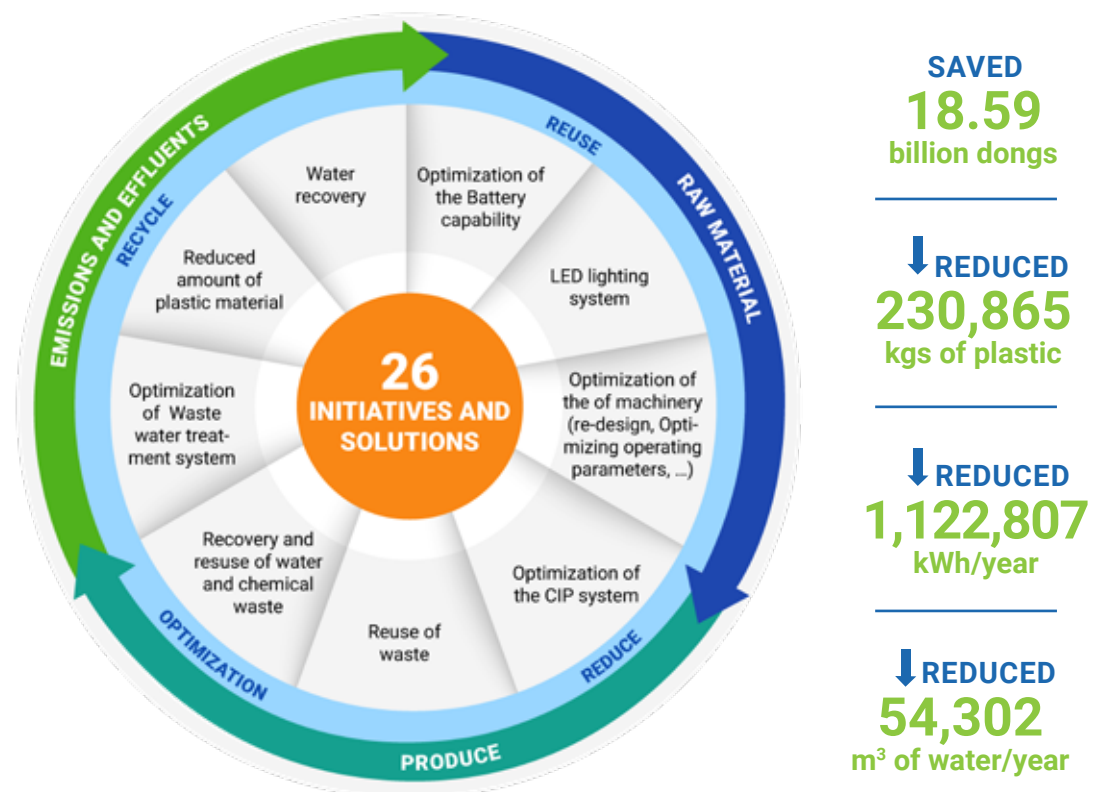 EMISSIONS AND EFFLUENTS
RAW MATERIAL
PRODUCE
RECYCLE
REUSE
REDUCE
OPTIMIZATION
Water
recovery
Optimization of
the Battery
capability
LED lighting
system
Optimization of
the of machinery
(re-design, Opti-
mizing operating
parameters, ...)
Optimization of
the CIP system
Reuse of
waste
Recovery and
resuse of water
and chemical
waste
Optimization
of Waste
water treat-
ment system
Reduced
amount of
plastic material
26
INITIATIVES AND
SOLUTIONS
SAVED
18.59
billion dongs
REDUCED
230,865
kgs of plastic
REDUCED
1,122,807
kWh/year
REDUCED
54,302
m³ of water/year